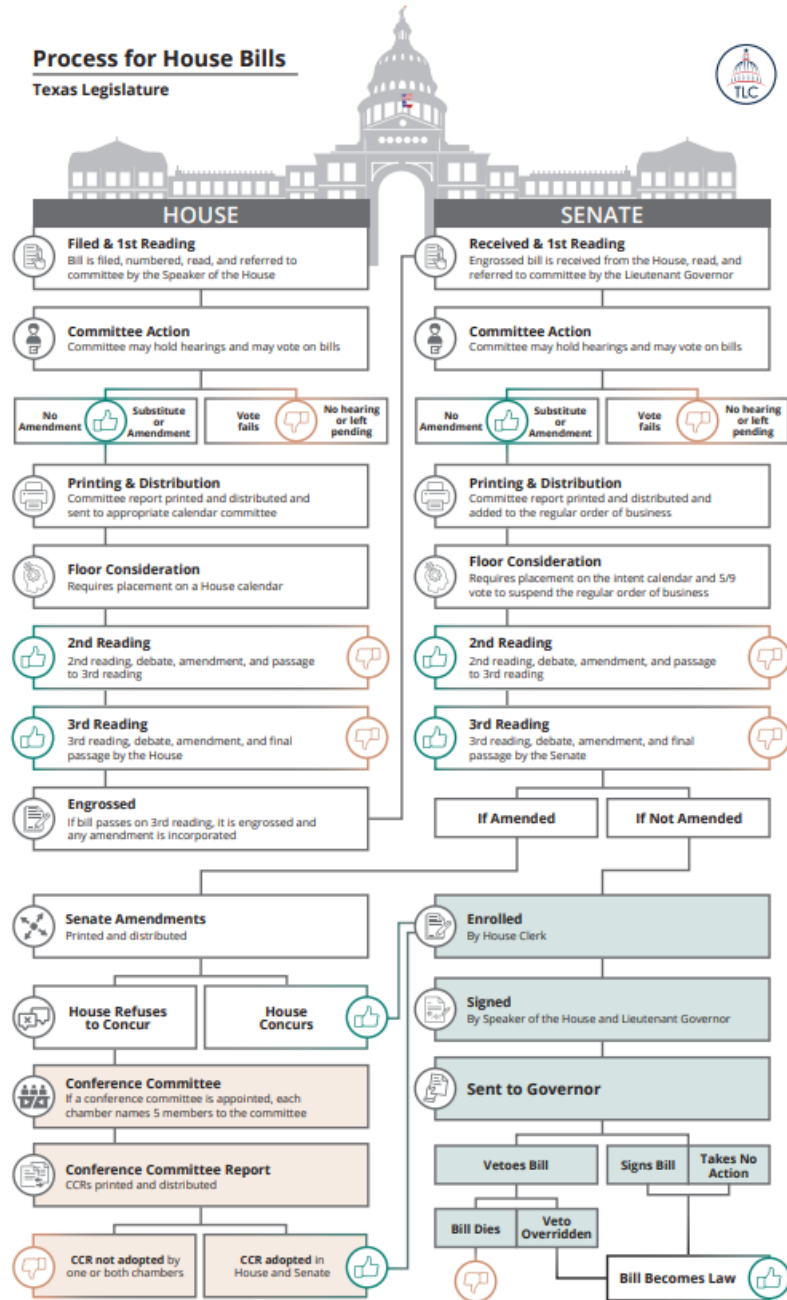 Process for House Bills
Texas Legislature
TLC
HOUSE
Filed & 1st Reading
Bill is filed, numbered, read, and referred to
committee by the Speaker of the House
Committee Action
Committee may hold hearings and may vote on bills
No
Amendment
Substitute
or
Amendment
Vote
fails
No hearing
or left
pending
Printing & Distribution
Committee report printed and distributed and
sent to appropriate calendar committee
Floor Consideration
Requires placement on a House calendar
2nd Reading
2nd reading, debate, amendment, and passage
to 3rd reading
3rd Reading
3rd reading, debate, amendment, and final
passage by the House
Engrossed
If bill passes on 3rd reading, it is engrossed and
any amendment is incorporated
SENATE
Received & 1st Reading
Engrossed bill is received from the House, read, and
referred to committee by the Lieutenant Governor
Committee Action
Committee may hold hearings and may vote on bills
No
Amendment
Substitute
or
Amendment
Vote
fails
No hearing
or left
pending
Printing & Distribution
Committee report printed and distributed and
added to the regular order of business
Floor Consideration
Requires placement on the intent calendar and 5/9
vote to suspend the regular order of business
2nd Reading
2nd reading, debate, amendment, and passage
to 3rd reading
3rd Reading
3rd reading, debate, amendment, and final
passage by the Senate
If Amended
If Not Amended
Senate Amendments
Printed and distributed
House Refuses
to Concur
House
Concurs
Conference Committee
If a conference committee is appointed, each
chamber names 5 members to the committee
Conference Committee Report
CCRs printed and distributed
CCR not adopted by
one or both chambers
CCR adopted in
House and Senate
Enrolled
By House Clerk
Signed
By Speaker of the House and Lieutenant Governor
Sent to Governor
Vetoes Bill
Signs Bill
Takes No
Action
Bill Dies
Veto
Overridden
Bill Becomes Law